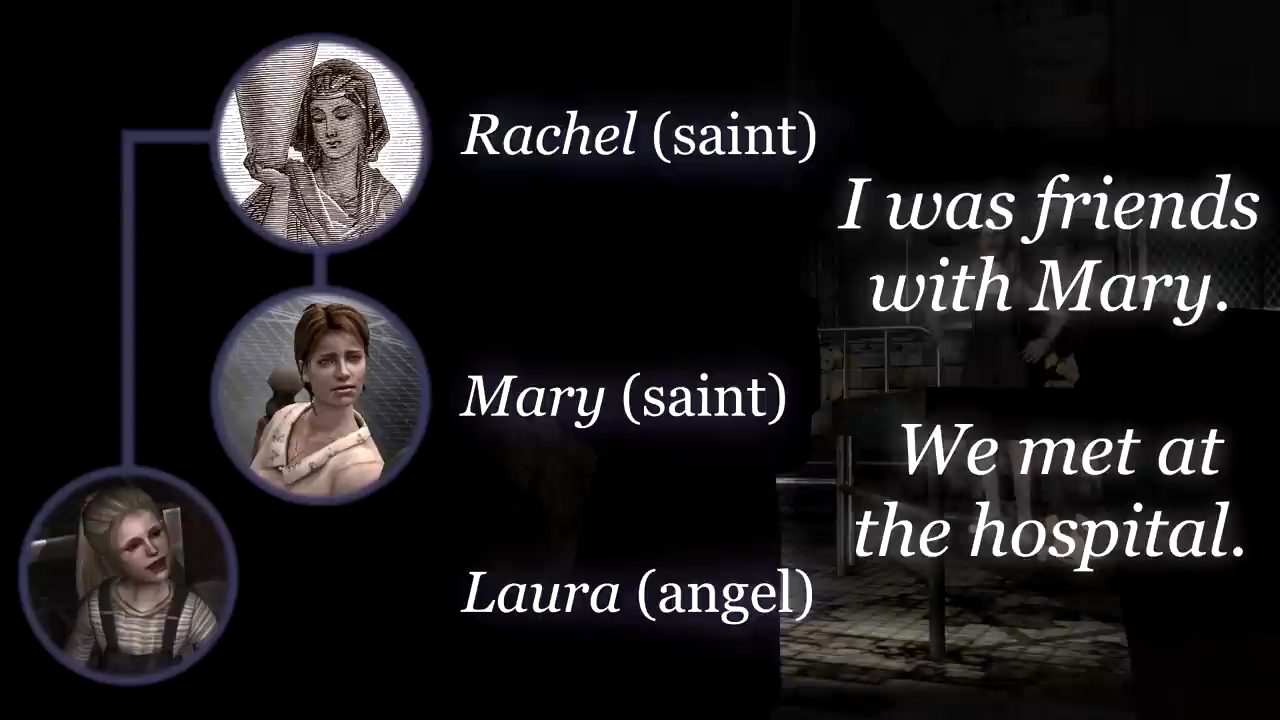 Rachel (saint)
I was friends
with Mary.
Mary (saint)
We met at
the hospital.
Laura (angel)